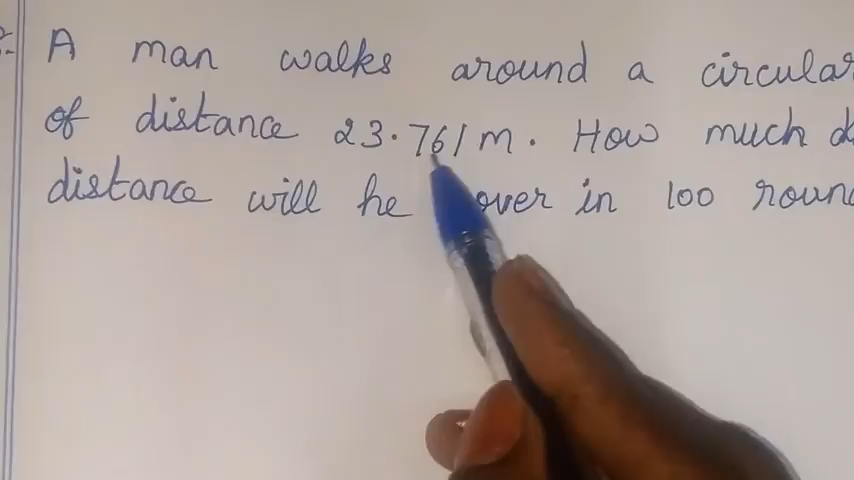 A man walks around a circular
of distance 23.761 m. How much
distance will he over in 100